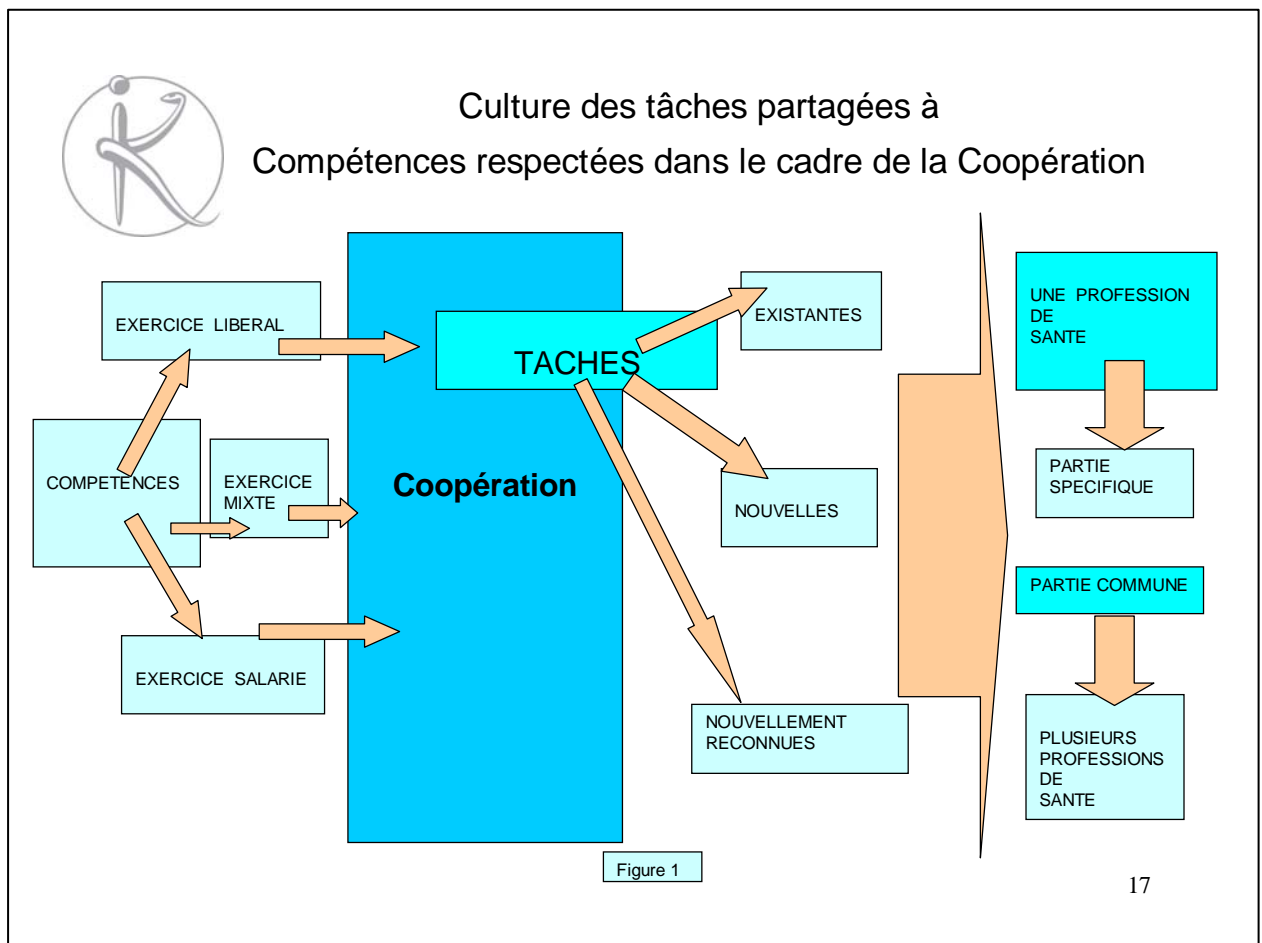 Culture des tâches partagées à
Compétences respectées dans le cadre de la Coopération
EXERCICE LIBERAL
COMPETENCES
EXERCICE
MIXTE
EXERCICE SALARIE
Coopération
TACHES
EXISTANTES
NOUVELLES
NOUVELLEMENT
RECONNUES
UNE PROFESSION
DE
SANTE
PARTIE
SPECIFIQUE
PARTIE COMMUNE
PLUSIEURS
PROFESSIONS
DE
SANTE
Figure 1
17